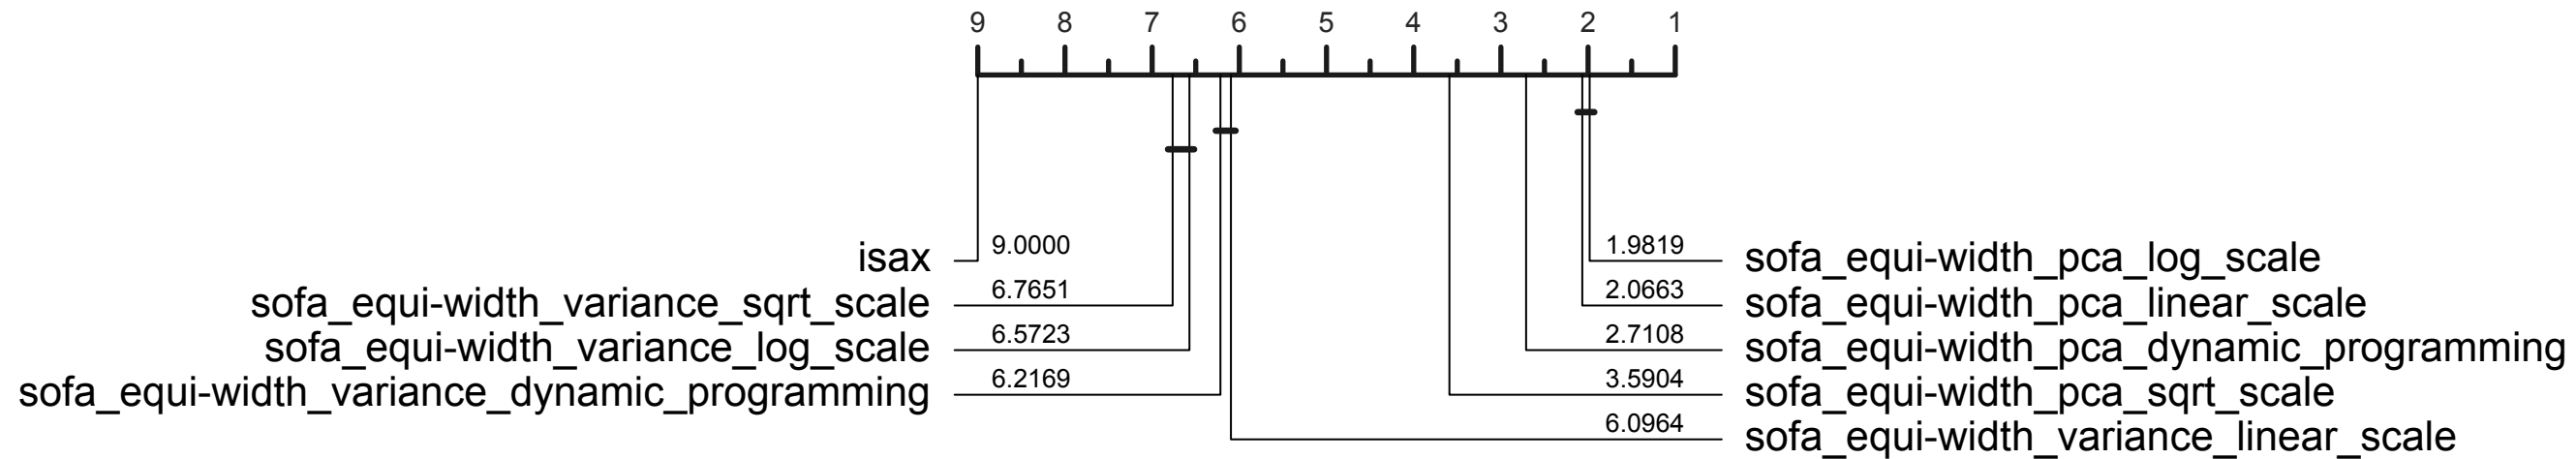 9 8 7 6 5 4 3 2 1
isax 9.0000 1.9819 sofa_equi-width_pca_log_scale
sofa_equi-width_variance_sqrt_scale 6.7651 2.0663 sofa_equi-width_pca_linear_scale
sofa_equi-width_variance_log_scale 6.5723 2.7108 sofa_equi-width_pca_dynamic_programming
sofa_equi-width_variance_dynamic_programming 6.2169 3.5904 sofa_equi-width_pca_sqrt_scale
6.0964 sofa_equi-width_variance_linear_scale